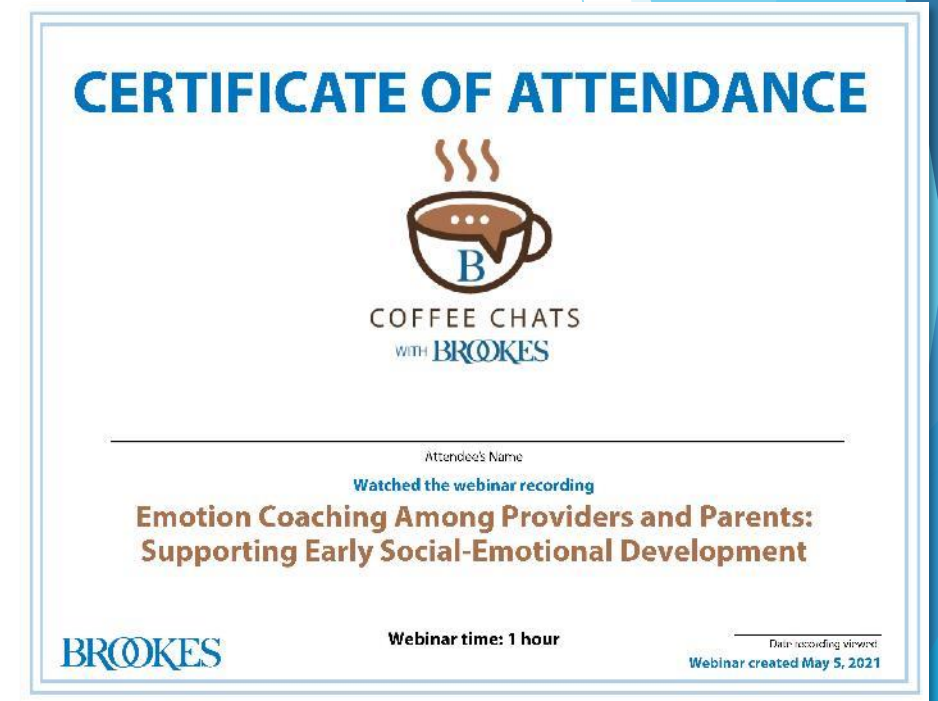 CERTIFICATE OF ATTENDANCE
B
COFFEE CHATS
WITH BROOKES
Attendee's Name
Watched the webinar recording
Emotion Coaching Among Providers and Parents:
Supporting Early Social-Emotional Development
BROOKES
Webinar time: 1 hour
Date recording viewed
Webinar created May 5, 2021